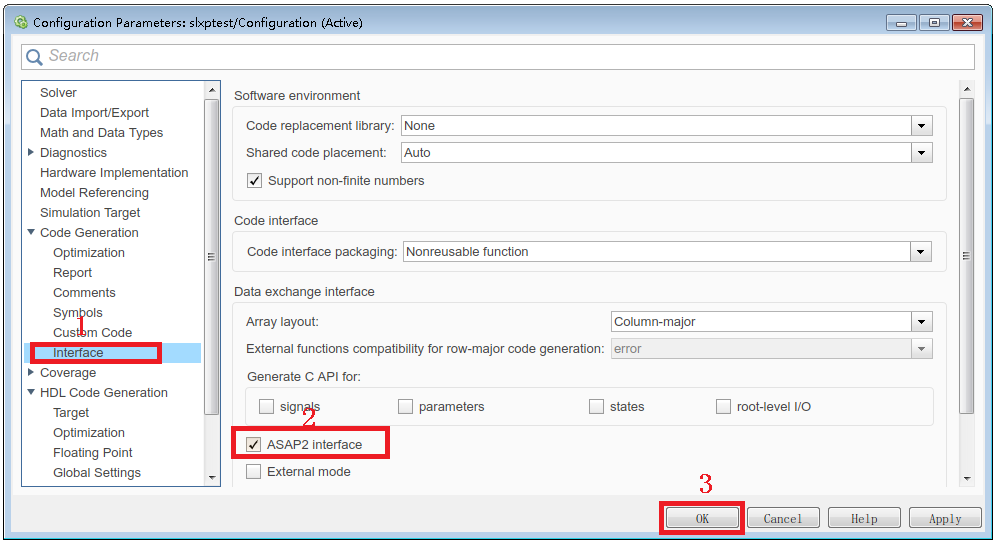 Configuration Parameters: slxptest/Configuration (Active)
Search
Solver
Data Import/Export
Math and Data Types
Diagnostics
Hardware Implementation
Model Referencing
Simulation Target
Code Generation
Optimization
Report
Comments
Symbols
1
Custom Code
Interface
Coverage
HDL Code Generation
Target
Optimization
Floating Point
Global Settings
Software environment
Code replacement library: None
Shared code placement: Auto
Support non-finite numbers
Code interface
Code interface packaging: Nonreusable function
Data exchange interface
Array layout: Column-major
External functions compatibility for row-major code generation: error
Generate C API for:
signals parameters states root-level I/O
2
ASAP2 interface
External mode
3
OK Cancel Help Apply